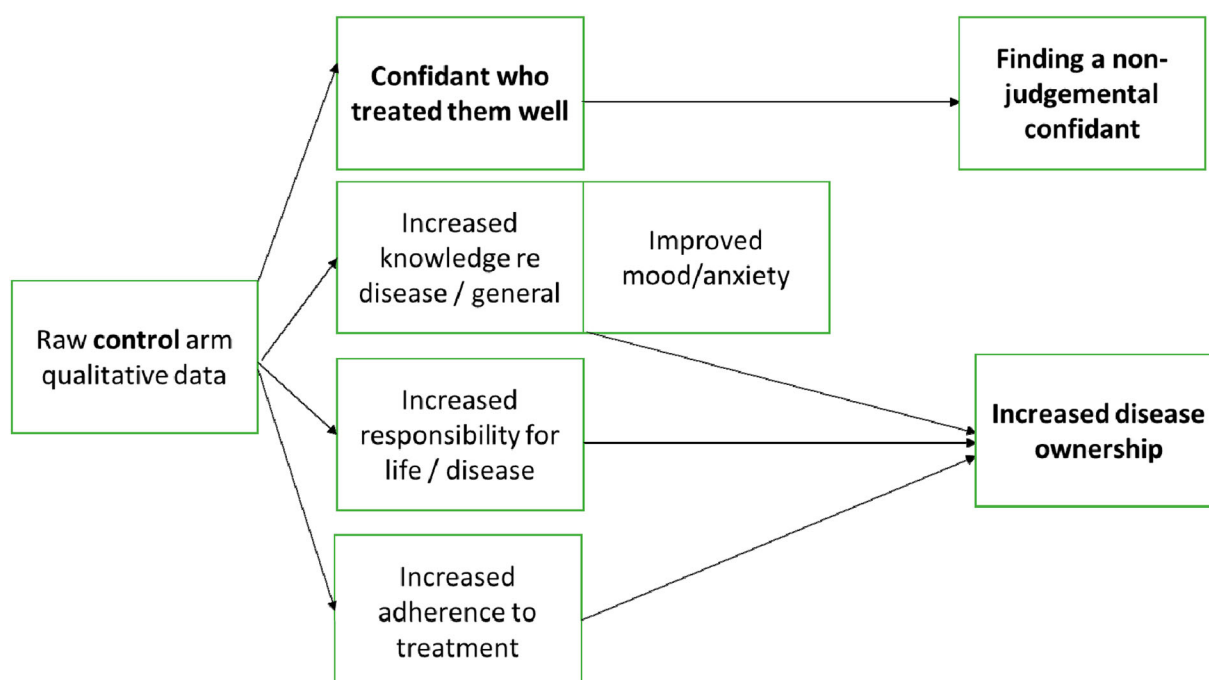 Confidant who
treated them well
Finding a non-
judgemental
confidant
Increased
knowledge re
disease / general
Improved
mood/anxiety
Raw control arm
qualitative data
Increased
responsibility for
life / disease
Increased disease
ownership
Increased
adherence to
treatment